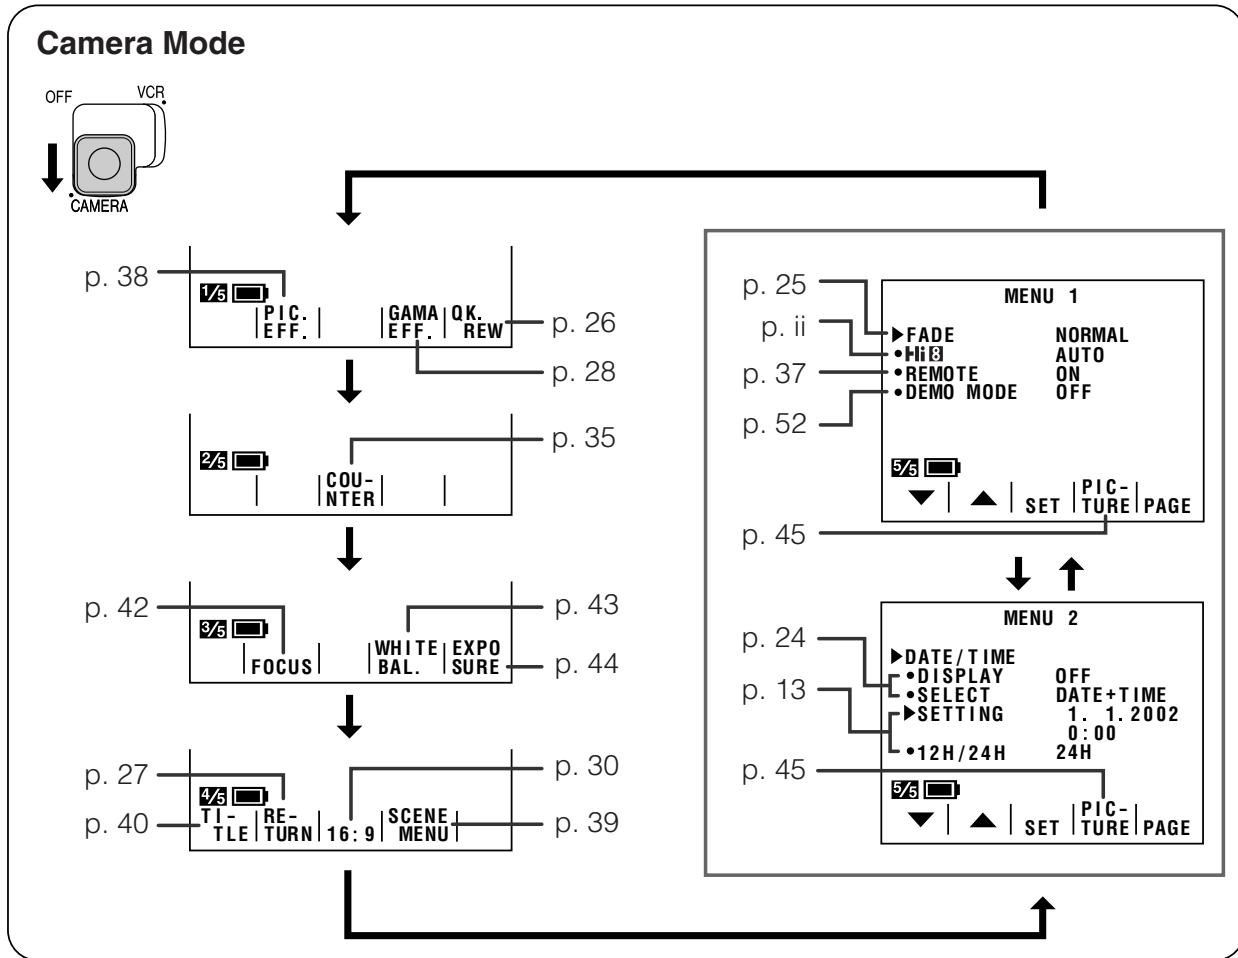 Camera Mode
OFF
VCR
CAMERA
p. 38
1/5
PIC.
EFF.
GAMA
EFF.
QK.
REW
p. 26
p. 28
2/5
COU-
NTER
p. 35
p. 42
3/5
FOCUS
WHITE
BAL.
EXPO
SURE
p. 43
p. 44
p. 27
p. 40
4/5
TI-
TLE
RE-
TURN
16:9
SCENE
MENU
p. 30
p. 39
MENU 1
p. 25
FADE NORMAL
p. ii
Hi8 AUTO
p. 37
REMOTE ON
p. 52
DEMO MODE OFF
5/5
SET
PIC-
TURE
PAGE
p. 45
MENU 2
p. 24
DATE/TIME
DISPLAY OFF
SELECT DATE+TIME
p. 13
SETTING 1. 1.2002
0:00
12H/24H 24H
p. 45
5/5
SET
PIC-
TURE
PAGE